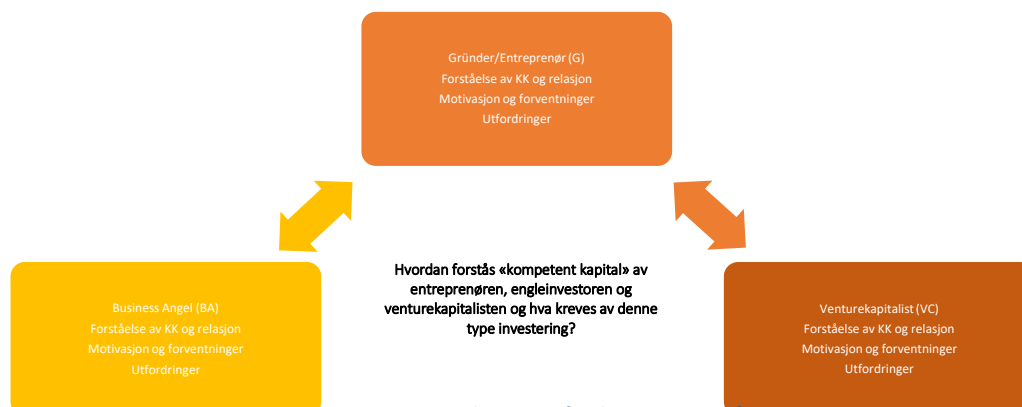 Gründer/Entreprenør (G)
Forståelse av KK og relasjon
Motivasjon og forventninger
Utfordringer
Hvordan forstås «kompetent kapital» av
entreprenøren, engleinvestoren og
venturekapitalisten og hva kreves av denne
type investering?
Business Angel (BA)
Forståelse av KK og relasjon
Motivasjon og forventninger
Utfordringer
Venturekapitalist (VC)
Forståelse av KK og relasjon
Motivasjon og forventninger
Utfordringer